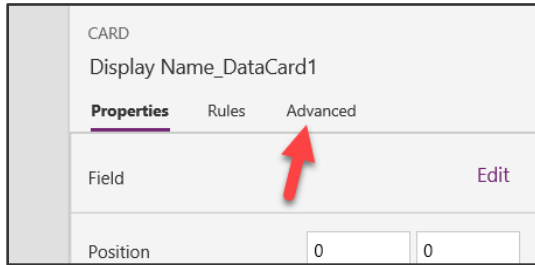 CARD
Display Name_DataCard1
Properties Rules Advanced
Field Edit
Position 0 0